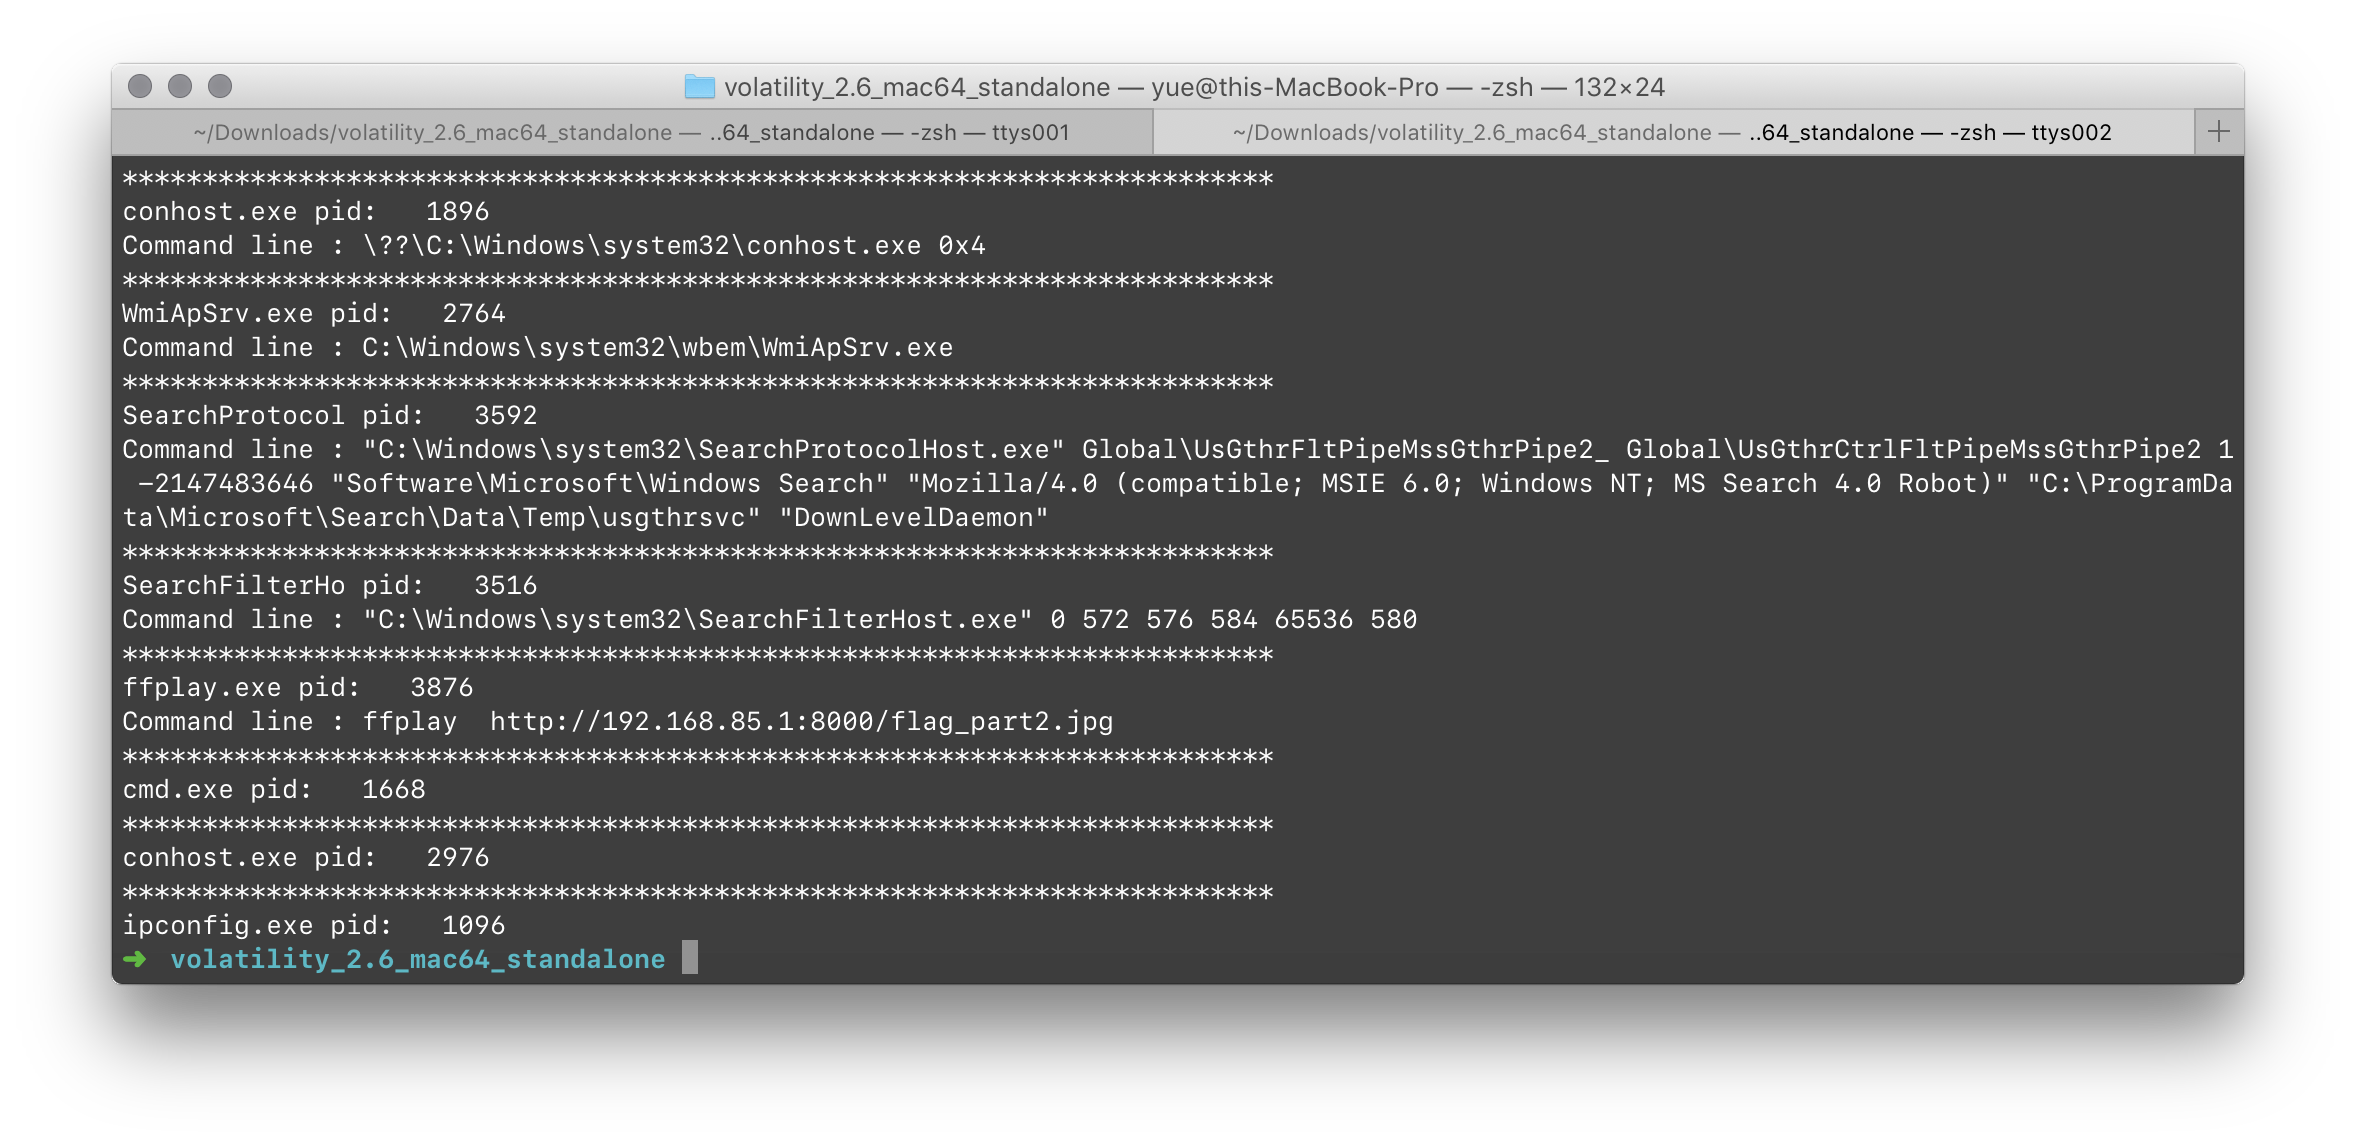 volatility_2.6_mac64_standalone — yue@this-MacBook-Pro — -zsh — 132×24
~/Downloads/volatility_2.6_mac64_standalone — ..64_standalone — -zsh — ttys001
~/Downloads/volatility_2.6_mac64_standalone — ..64_standalone — -zsh — ttys002
+
************************************************************************
conhost.exe pid:   1896
Command line : \??\C:\Windows\system32\conhost.exe 0x4
************************************************************************
WmiApSrv.exe pid:   2764
Command line : C:\Windows\system32\wbem\WmiApSrv.exe
************************************************************************
SearchProtocol pid:   3592
Command line : "C:\Windows\system32\SearchProtocolHost.exe" Global\UsGthrFltPipeMssGthrPipe2_ Global\UsGthrCtrlFltPipeMssGthrPipe2 1
 -2147483646 "Software\Microsoft\Windows Search" "Mozilla/4.0 (compatible; MSIE 6.0; Windows NT; MS Search 4.0 Robot)" "C:\ProgramDa
ta\Microsoft\Search\Data\Temp\usgthrsvc" "DownLevelDaemon"
************************************************************************
SearchFilterHo pid:   3516
Command line : "C:\Windows\system32\SearchFilterHost.exe" 0 572 576 584 65536 580
************************************************************************
ffplay.exe pid:   3876
Command line : ffplay  http://192.168.85.1:8000/flag_part2.jpg
************************************************************************
cmd.exe pid:   1668
************************************************************************
conhost.exe pid:   2976
************************************************************************
ipconfig.exe pid:   1096
➜  volatility_2.6_mac64_standalone